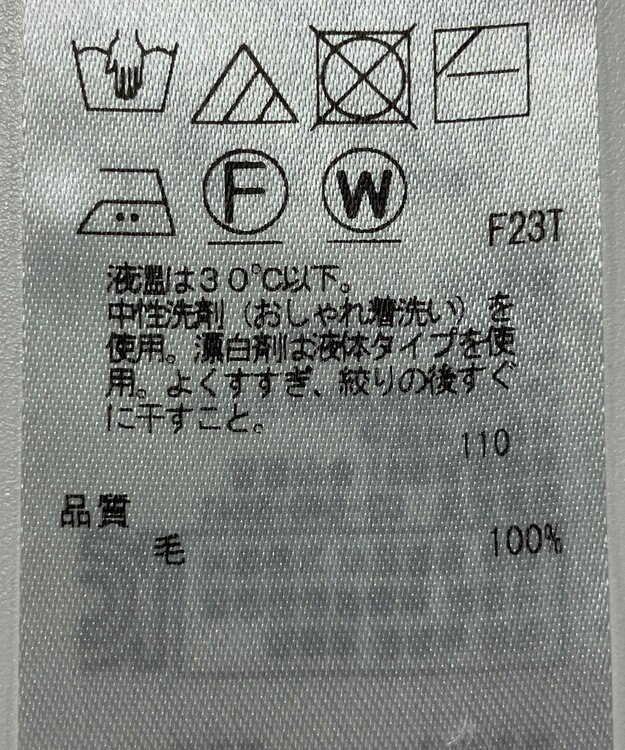 F W
F23T
液温は30℃以下。
中性洗剤(おしゃれ着洗い)を
使用。漂白剤は液体タイプを使
用。よくすすぎ、絞りの後すぐ
に干すこと。
110
品質
毛 100%